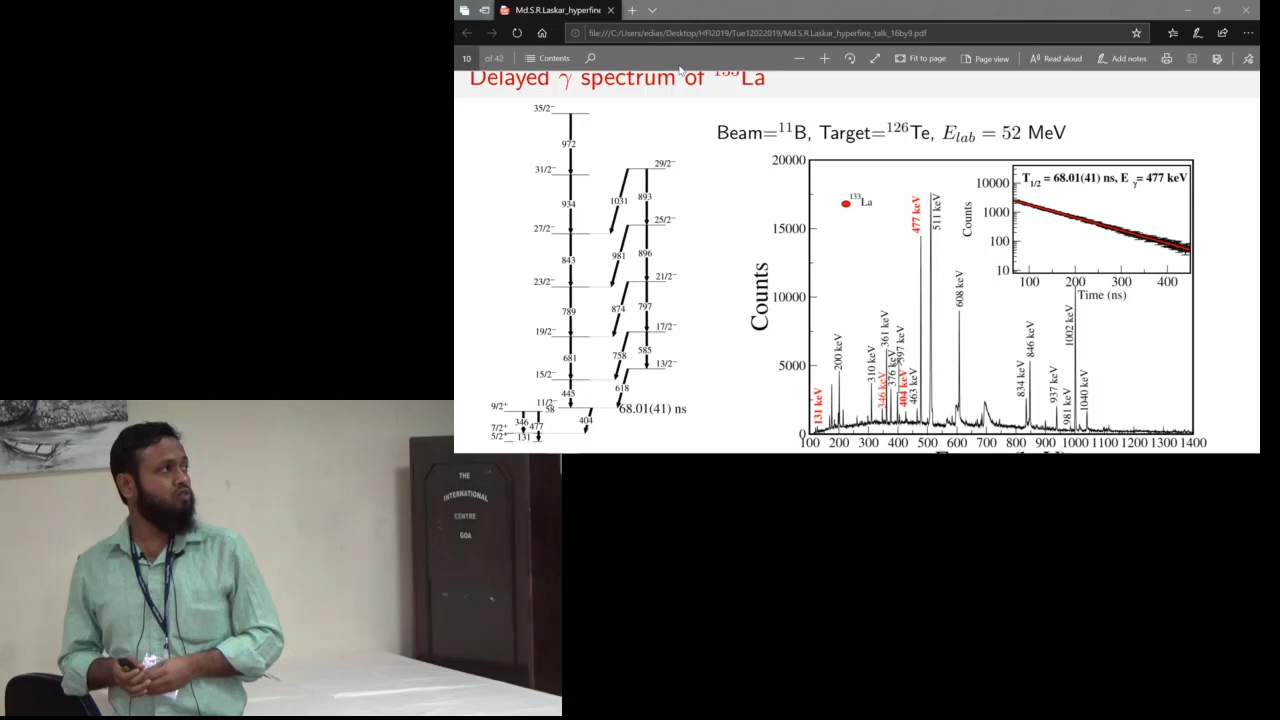 Md.S.R.Laskar_hyperfine
file:///C:/Users/edias/Desktop/HFI2019/Tue12022019/Md.S.R.Laskar_hyperfine_talk_16by9.pdf
10 of 42 Contents Fit to page Page view Read aloud Add notes
Delayed γ spectrum of ¹³³La
Beam=¹¹B, Target=¹²⁶Te, E_lab = 52 MeV
35/2⁻
972
31/2⁻
934
27/2⁻
843
23/2⁻
789
19/2⁻
681
15/2⁻
445
11/2⁻
58
29/2⁻
1031
893
25/2⁻
981
896
21/2⁻
874
797
17/2⁻
758
585
13/2⁻
618
68.01(41) ns
9/2⁺
346
477
404
7/2⁺
131
5/2⁺
Counts
20000
15000
10000
5000
0
¹³³La
131 keV
200 keV
310 keV
346 keV
361 keV
376 keV
397 keV
404 keV
463 keV
477 keV
511 keV
608 keV
834 keV
846 keV
937 keV
981 keV
1002 keV
1040 keV
100 200 300 400 500 600 700 800 900 1000 1100 1200 1300 1400
T₁/₂ = 68.01(41) ns, E γ= 477 keV
Counts
10000
1000
100
10
100 200 300 400
Time (ns)
THE
INTERNATIONAL
CENTRE
GOA